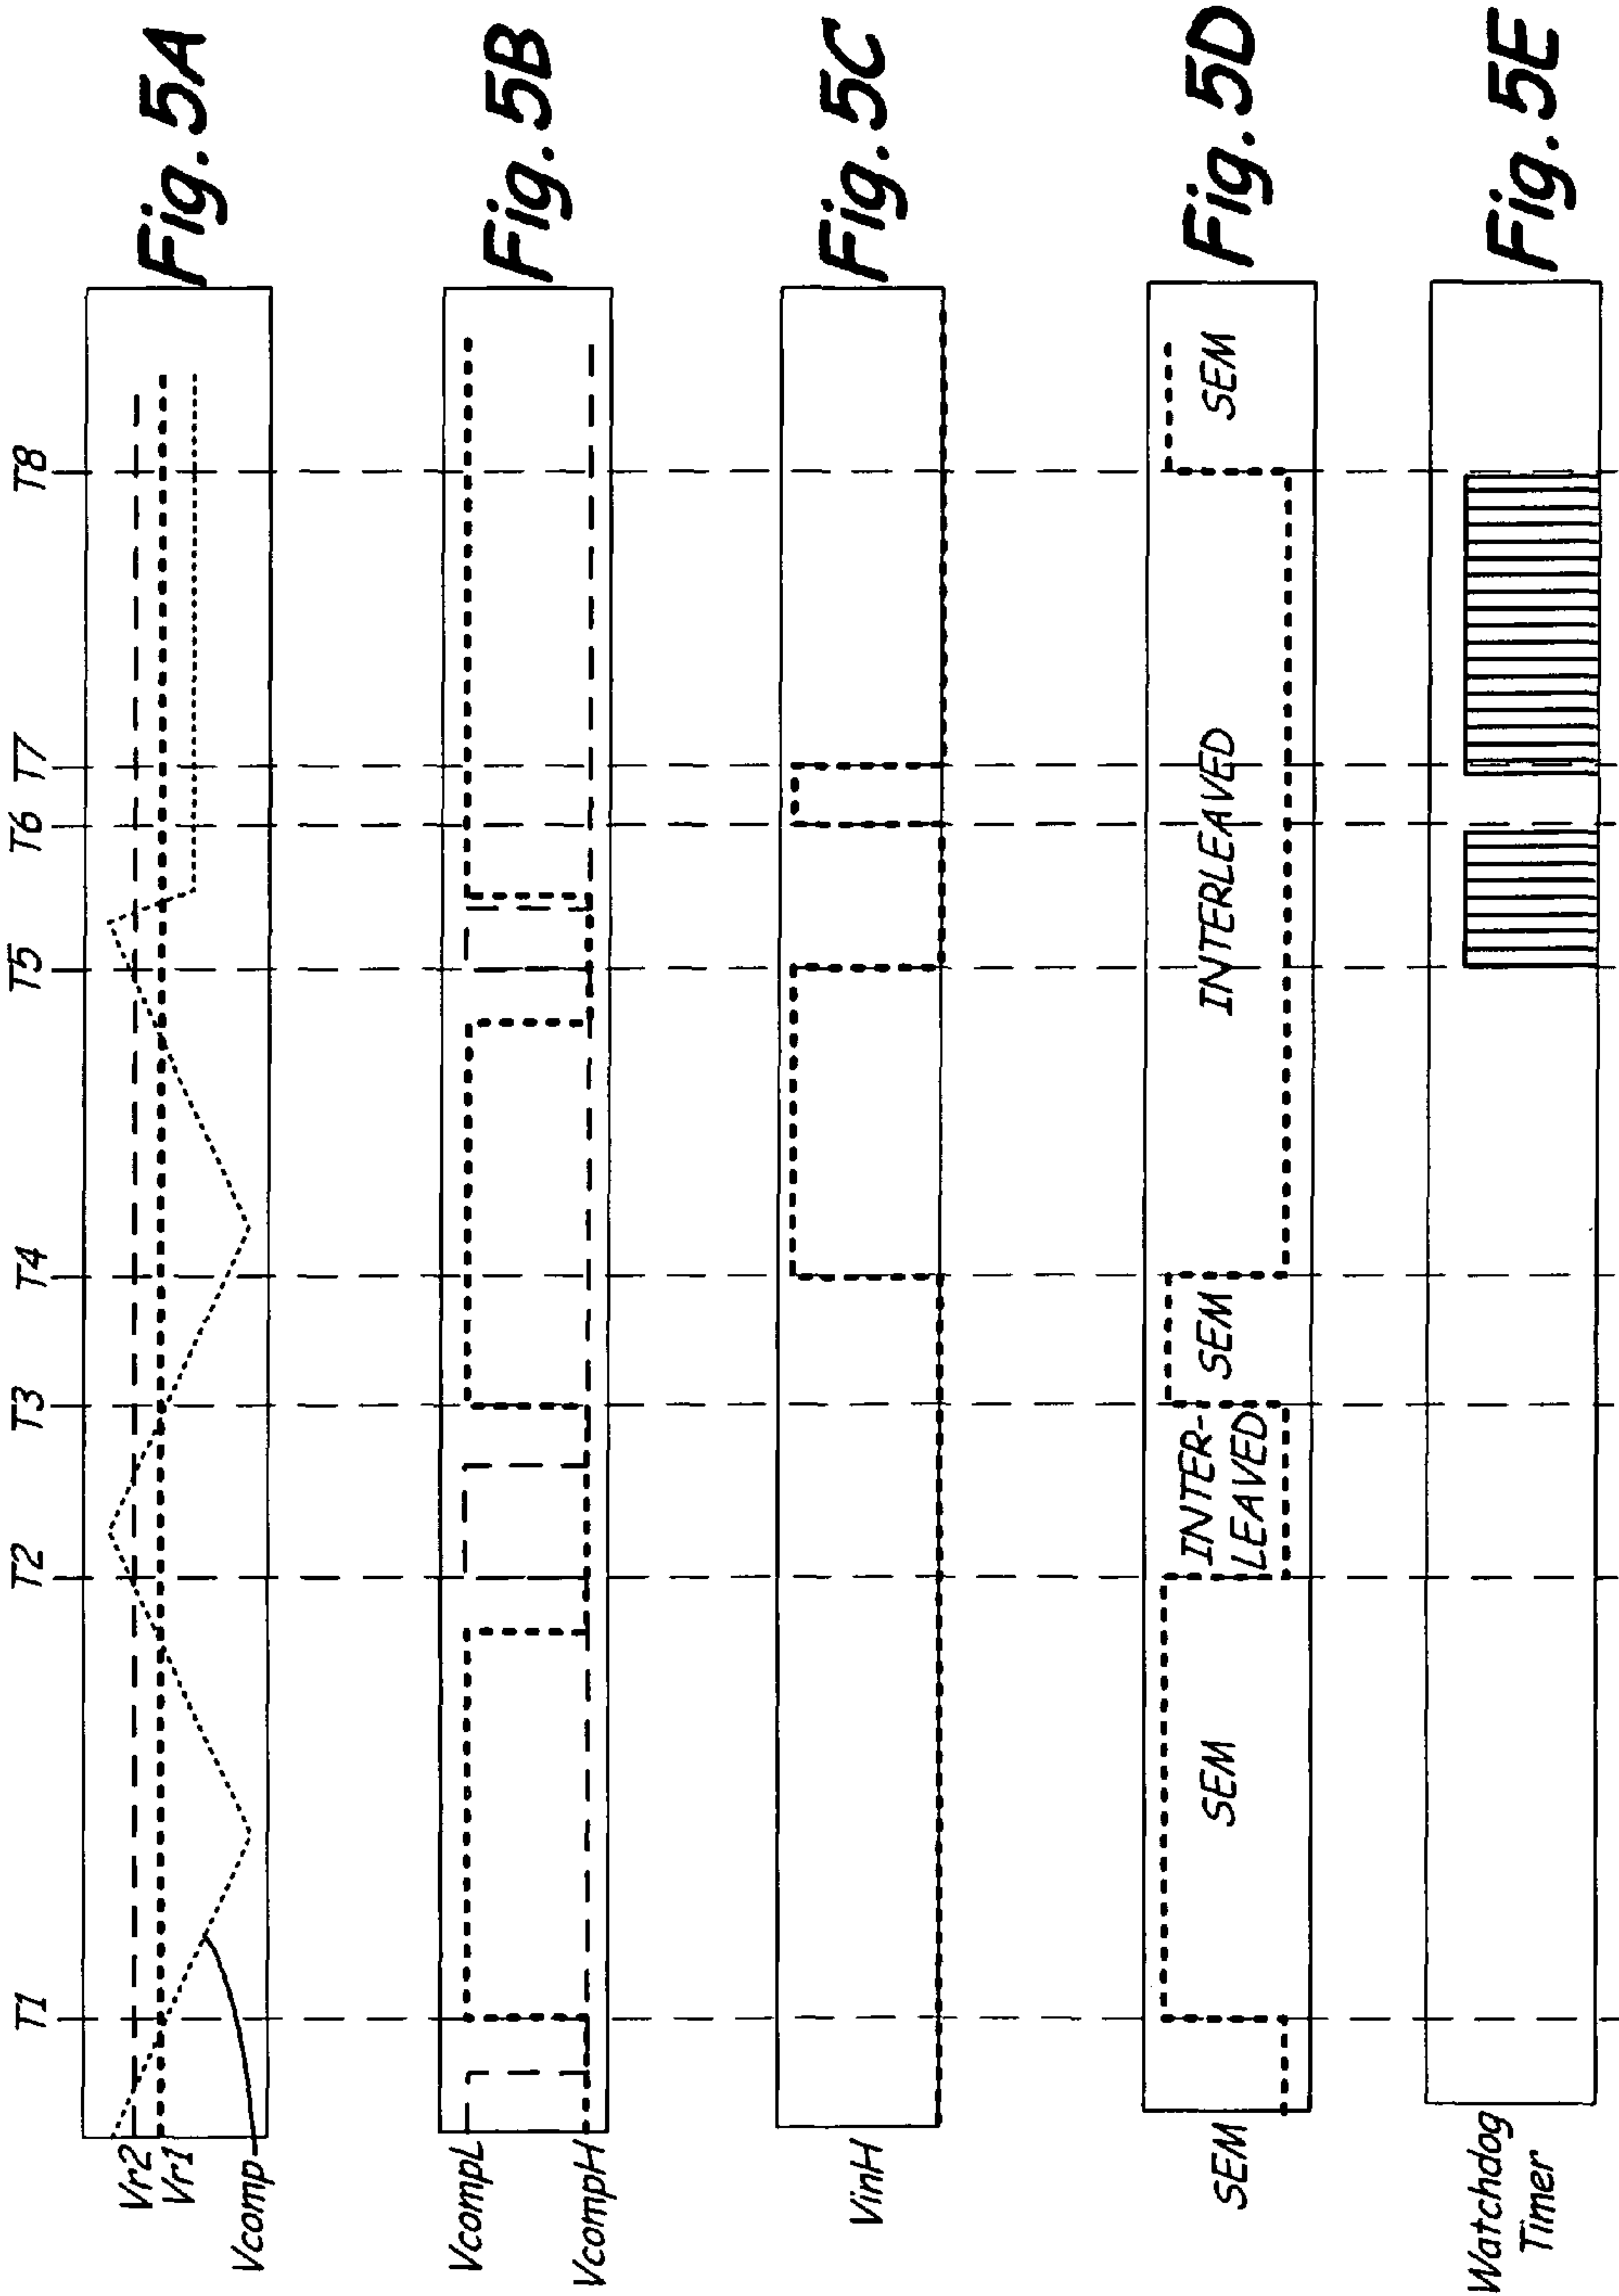 T1
T2
T3
T4
T5
T6
T7
T8
Vr2
Vr1
Vcomp
Fig. 5A
VcompL
VcompH
Fig. 5B
VinH
Fig. 5C
SEM
SEM
INTER-
LEAVED
SEM
INTERLEAVED
SEM
Fig. 5D
Watchdog
Timer
Fig. 5E